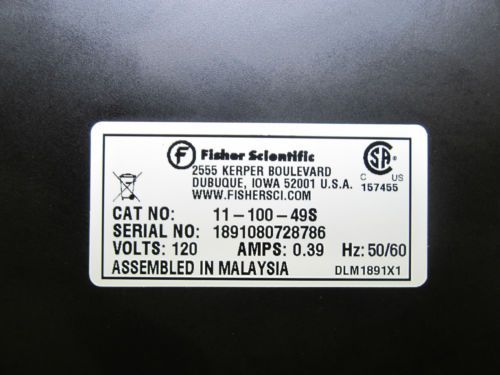 Fisher Scientific
2555 KERPER BOULEVARD
DUBUQUE, IOWA 52001 U.S.A.
WWW.FISHERSCI.COM
SA
C US
157455
CAT NO: 11-100-49S
SERIAL NO: 1891080728786
VOLTS: 120 AMPS: 0.39 Hz: 50/60
ASSEMBLED IN MALAYSIA DLM1891X1